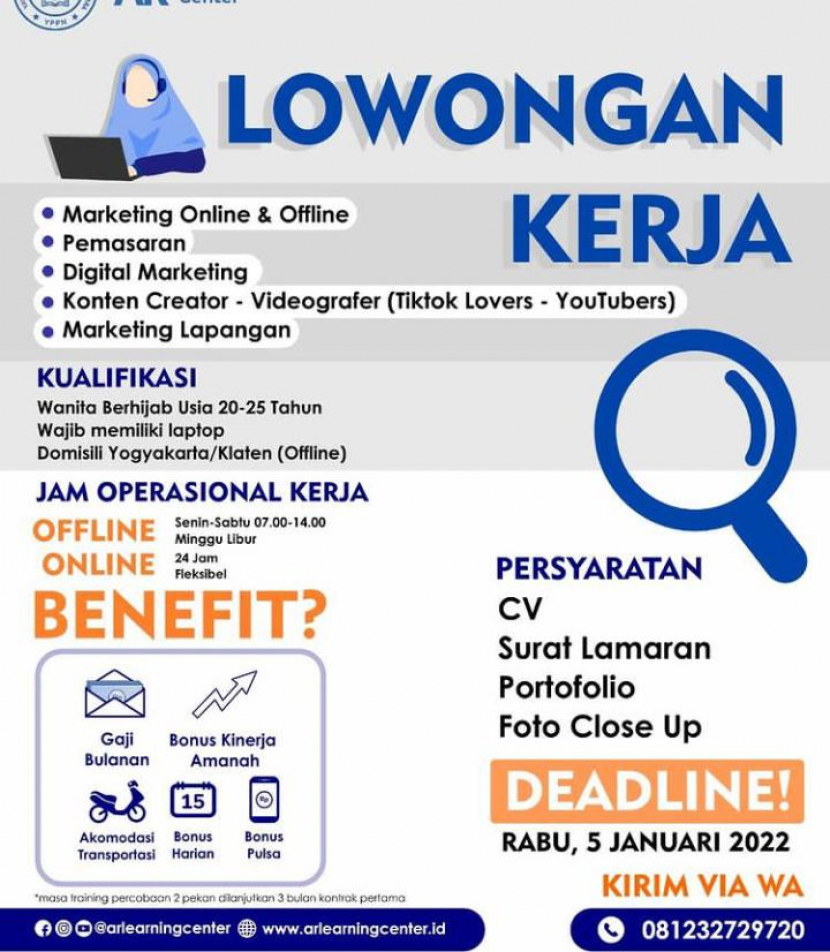 YPPN
AR Center
LOWONGAN
KERJA
Marketing Online & Offline
Pemasaran
Digital Marketing
Konten Creator - Videografer (Tiktok Lovers - YouTubers)
Marketing Lapangan
KUALIFIKASI
Wanita Berhijab Usia 20-25 Tahun
Wajib memiliki laptop
Domisili Yogyakarta/Klaten (Offline)
JAM OPERASIONAL KERJA
OFFLINE
Senin-Sabtu 07.00-14.00
Minggu Libur
ONLINE
24 Jam
Fleksibel
BENEFIT?
Gaji
Bulanan
Bonus Kinerja
Amanah
Akomodasi
Transportasi
15
Bonus
Harian
Rp
Bonus
Pulsa
*masa training percobaan 2 pekan dilanjutkan 3 bulan kontrak pertama
PERSYARATAN
CV
Surat Lamaran
Portofolio
Foto Close Up
DEADLINE!
RABU, 5 JANUARI 2022
KIRIM VIA WA
@arlearningcenter www.arlearningcenter.id
081232729720